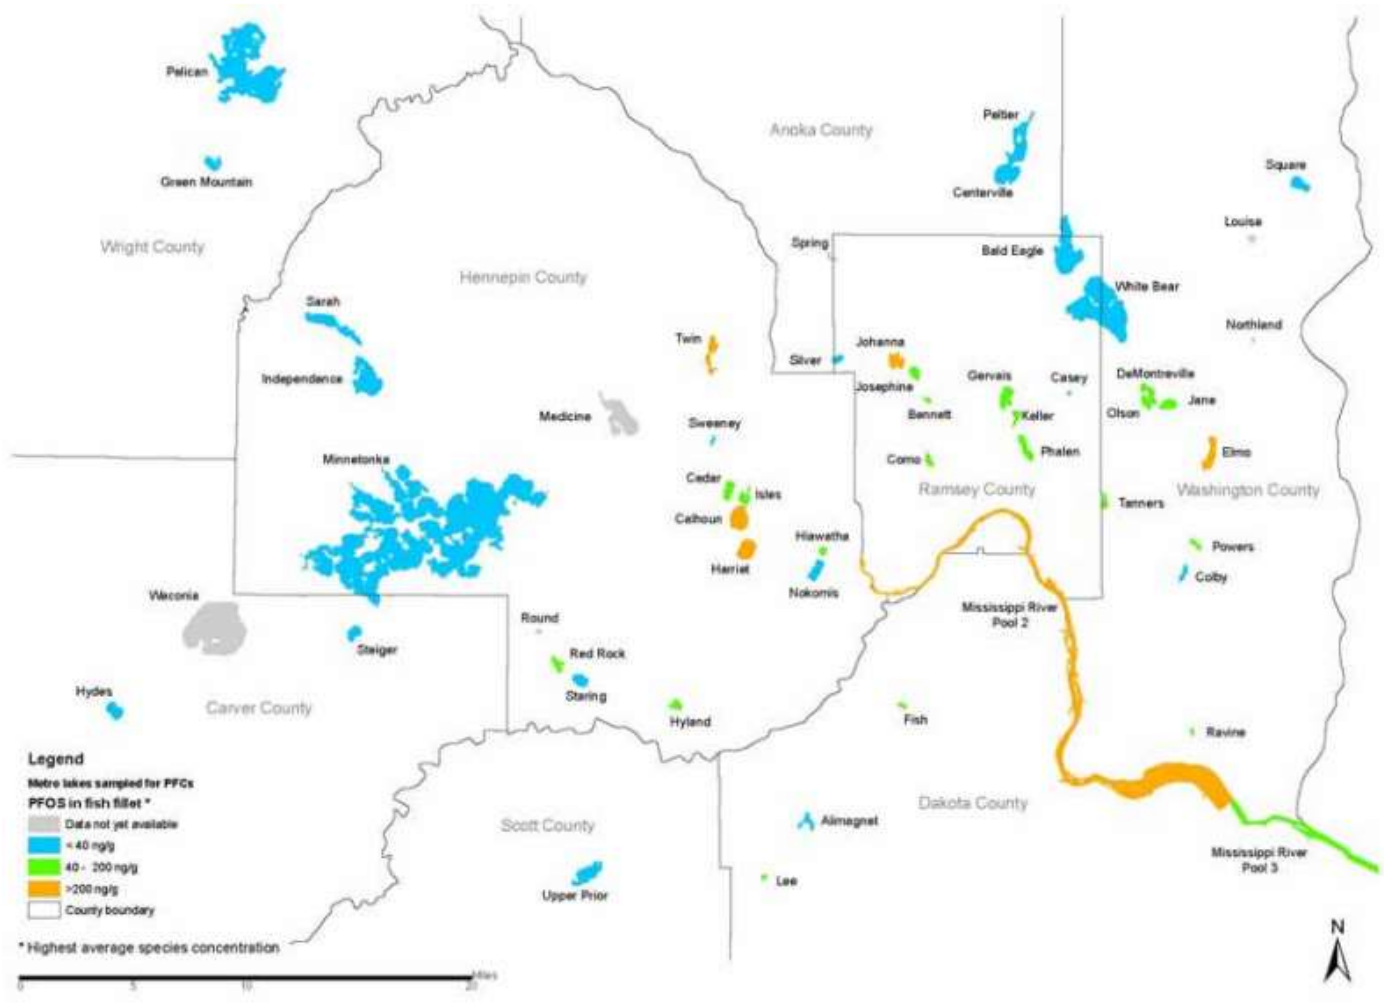 Pelican
Green Mountain
Wright County
Anoka County
Peltier
Centerville
Square
Louise
Spring
Bald Eagle
White Bear
Hennepin County
Sarah
Independence
Twin
Silver
Johanna
Josephine
Bennett
Gervais
Casey
Keller
DeMontreville
Olson
Jane
Northland
Medicine
Sweeney
Como
Phalen
Elmo
Minnetonka
Cedar
Isles
Calhoun
Harriet
Hiawatha
Nokomis
Ramsey County
Washington County
Tanners
Powers
Colby
Waconia
Steiger
Round
Red Rock
Staring
Hyland
Mississippi River
Pool 2
Hydes
Carver County
Fish
Ravine
Scott County
Upper Prior
Almagnet
Lee
Dakota County
Mississippi River
Pool 3
Legend
Metro lakes sampled for PFCs
PFOS in fish fillet *
Data not yet available
< 40 ng/g
40 - 200 ng/g
>200 ng/g
County boundary
* Highest average species concentration
0 5 10 20 Miles
N